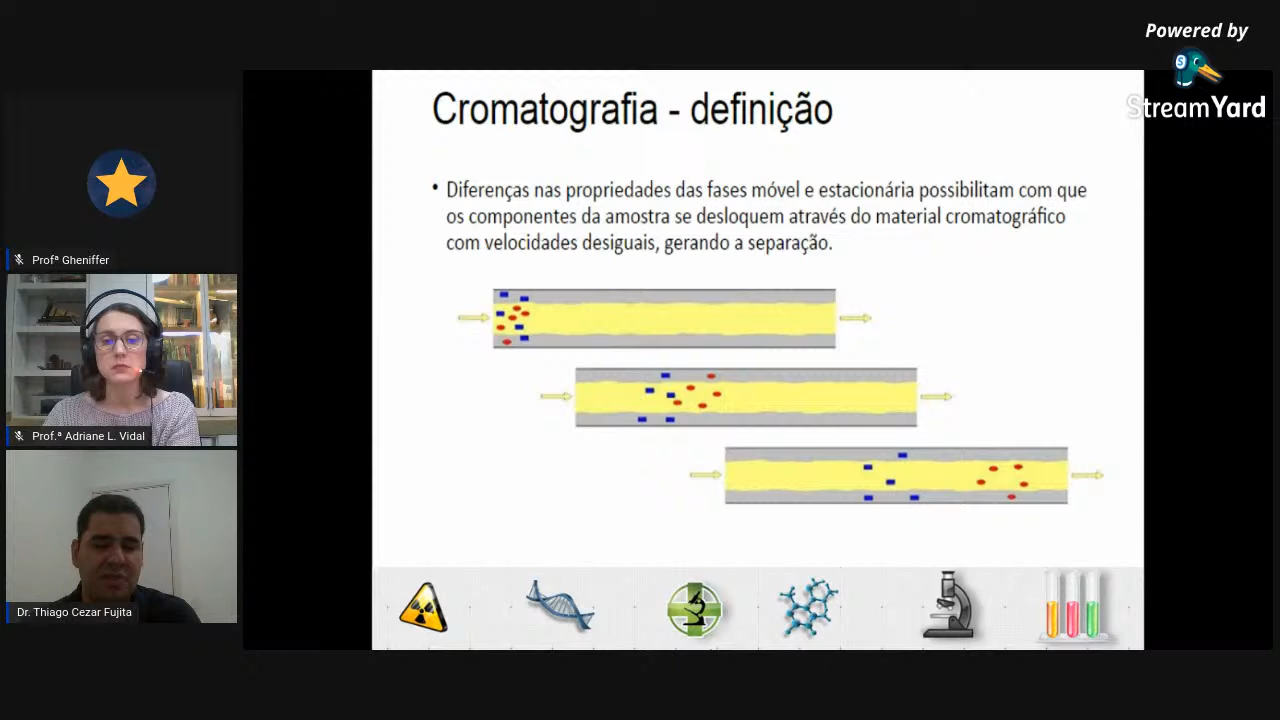 Powered by
StreamYard
Cromatografia - definição
• Diferenças nas propriedades das fases móvel e estacionária possibilitam com que
os componentes da amostra se desloquem através do material cromatográfico
com velocidades desiguais, gerando a separação.
Profª Gheniffer
Prof.ª Adriane L. Vidal
Dr. Thiago Cezar Fujita